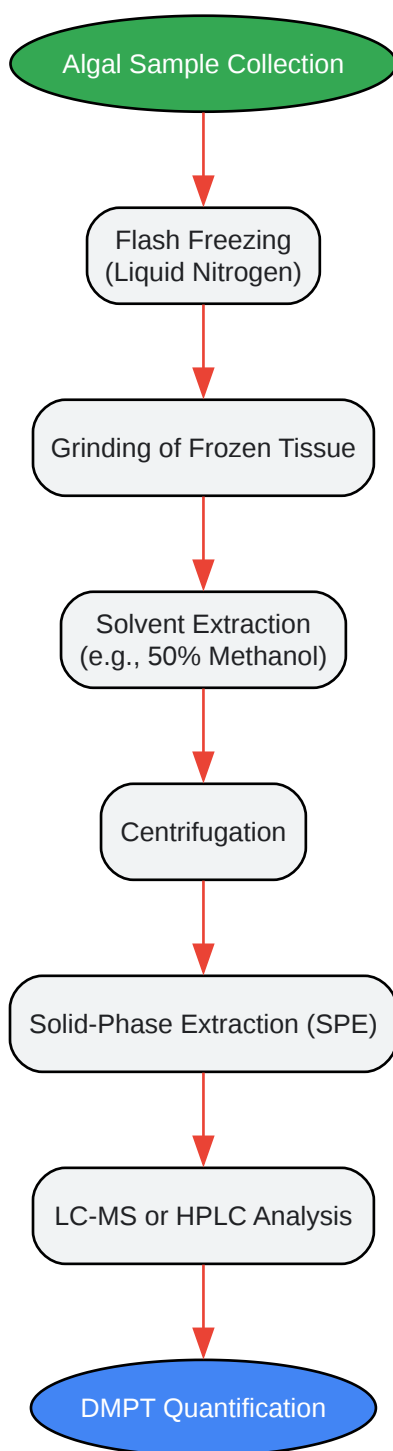 Algal Sample Collection
Flash Freezing
(Liquid Nitrogen)
Grinding of Frozen Tissue
Solvent Extraction
(e.g., 50% Methanol)
Centrifugation
Solid-Phase Extraction (SPE)
LC-MS or HPLC Analysis
DMPT Quantification